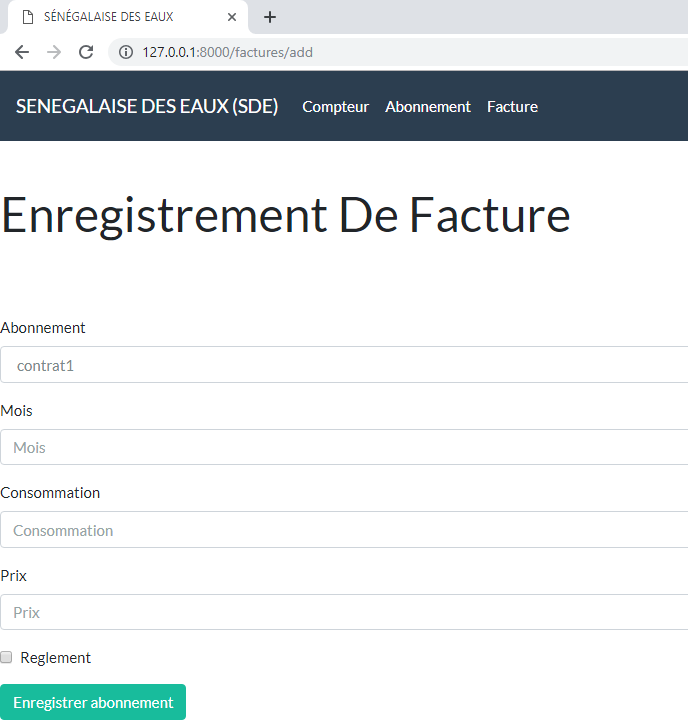 SÉNÉGALAISE DES EAUX
127.0.0.1:8000/factures/add
SENEGALAISE DES EAUX (SDE) Compteur Abonnement Facture
Enregistrement De Facture
Abonnement
contrat1
Mois
Mois
Consommation
Consommation
Prix
Prix
Reglement
Enregistrer abonnement